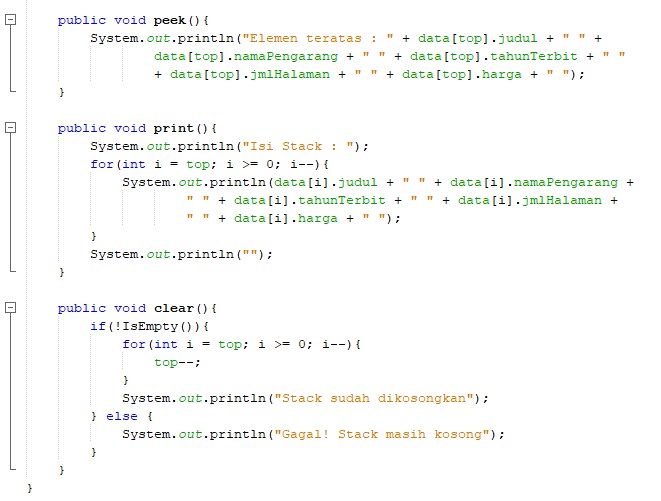 public void peek(){
System.out.println("Elemen teratas : " + data[top].judul + " " +
data[top].namaPengarang + " " + data[top].tahunTerbit + " "
+ data[top].jmlHalaman + " " + data[top].harga + " ");
}
public void print(){
System.out.println("Isi Stack : ");
for(int i = top; i >= 0; i--){
System.out.println(data[i].judul + " " + data[i].namaPengarang +
" " + data[i].tahunTerbit + " " + data[i].jmlHalaman +
" " + data[i].harga + " ");
}
System.out.println("");
}
public void clear(){
if(!IsEmpty()){
for(int i = top; i >= 0; i--){
top--;
}
System.out.println("Stack sudah dikosongkan");
} else {
System.out.println("Gagal! Stack masih kosong");
}
}
}